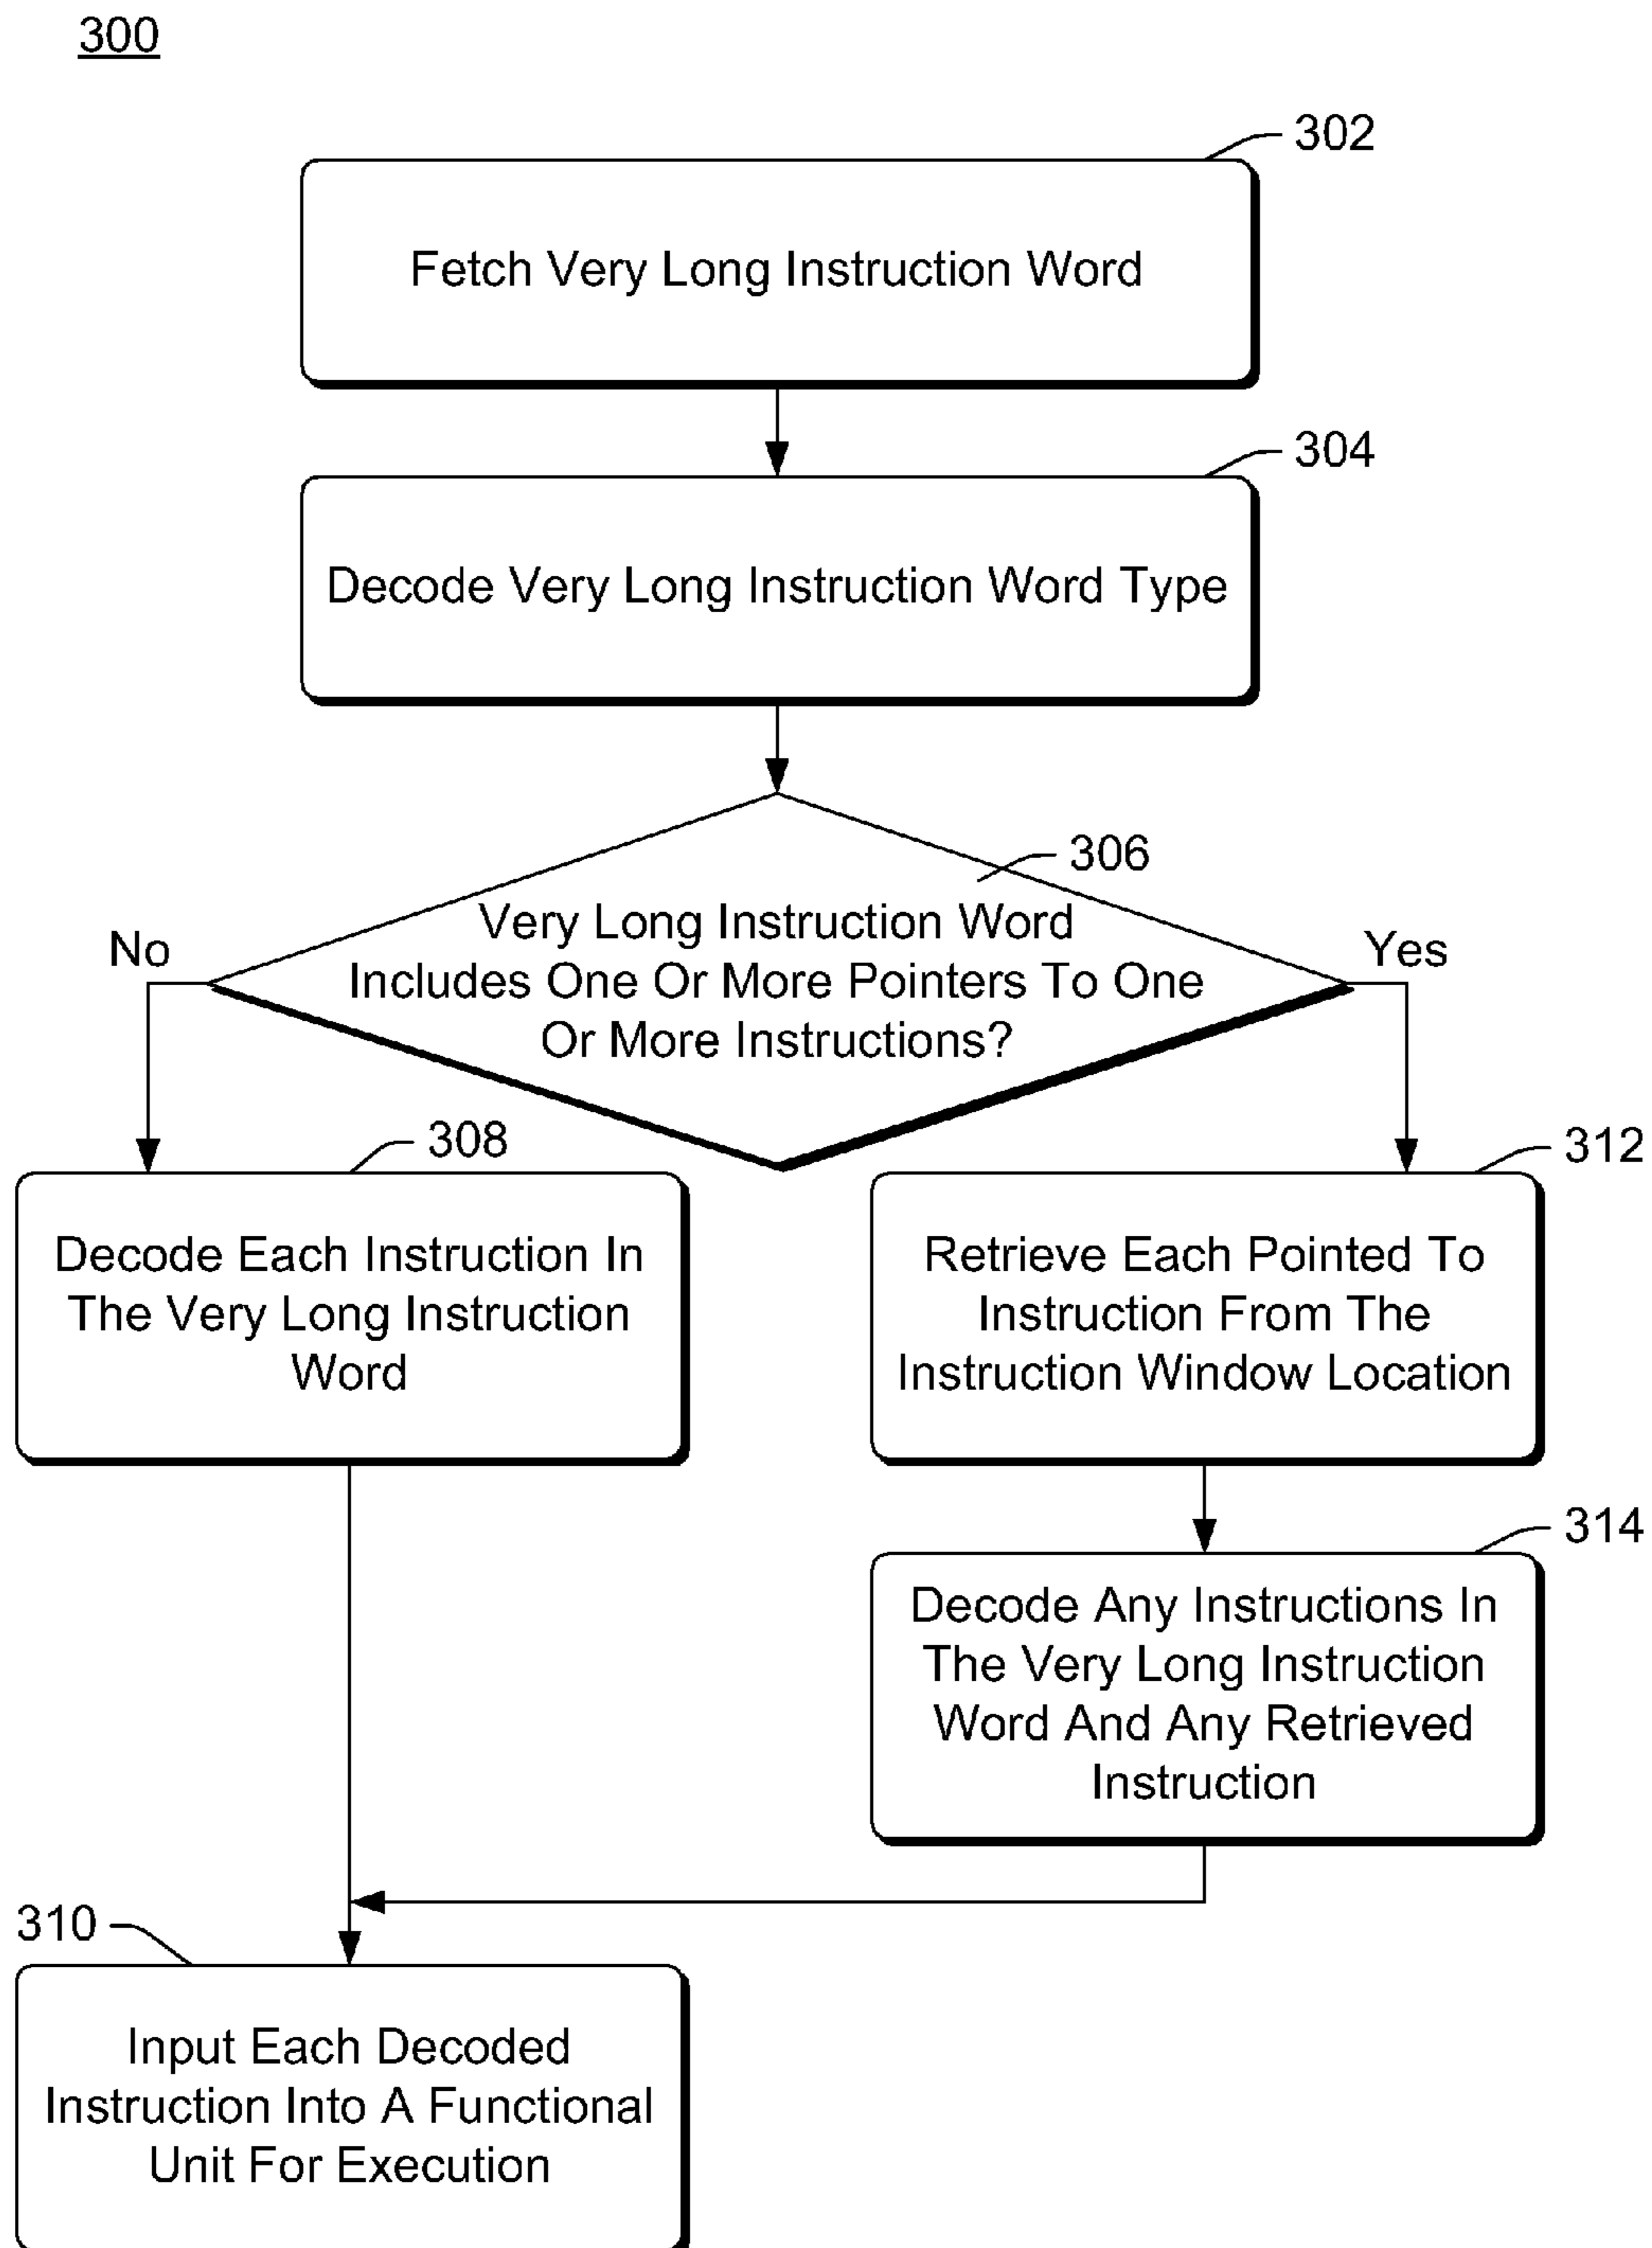 300
302
Fetch Very Long Instruction Word
304
Decode Very Long Instruction Word Type
306
Very Long Instruction Word
Includes One Or More Pointers To One
Or More Instructions?
No
Yes
308
Decode Each Instruction In
The Very Long Instruction
Word
312
Retrieve Each Pointed To
Instruction From The
Instruction Window Location
314
Decode Any Instructions In
The Very Long Instruction
Word And Any Retrieved
Instruction
310
Input Each Decoded
Instruction Into A Functional
Unit For Execution